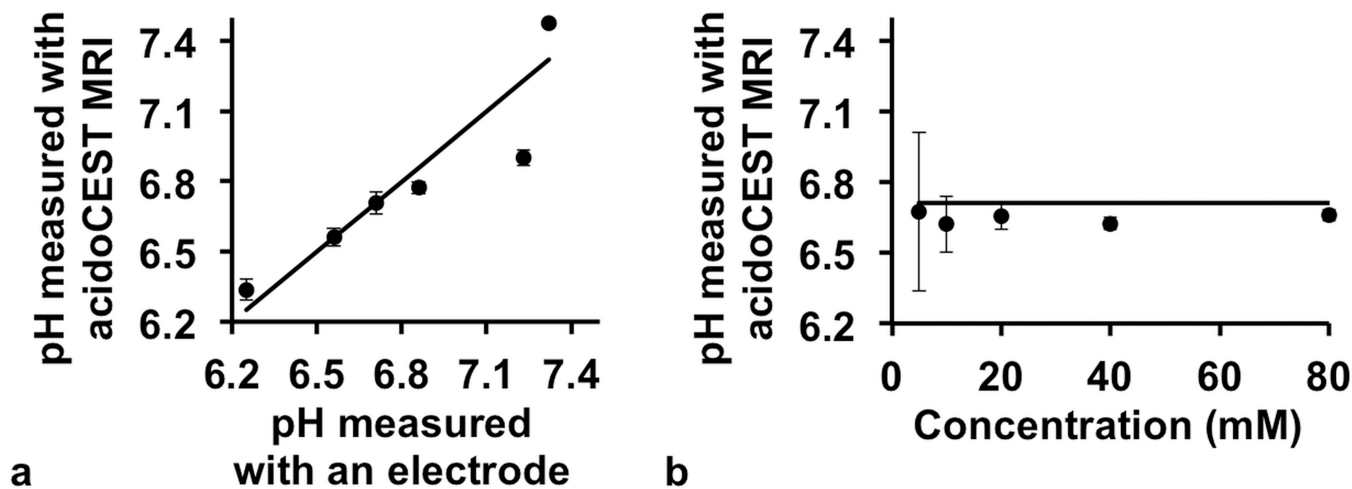 pH measured with
acidoCEST MRI
7.4
7.1
6.8
6.5
6.2
6.2 6.5 6.8 7.1 7.4
pH measured
with an electrode
a
pH measured with
acidoCEST MRI
7.4
7.1
6.8
6.5
6.2
0 20 40 60 80
Concentration (mM)
b